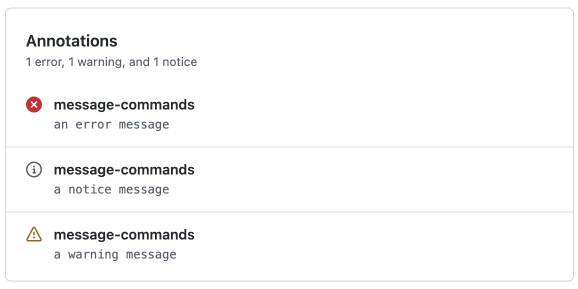 Annotations
1 error, 1 warning, and 1 notice
message-commands
an error message
message-commands
a notice message
message-commands
a warning message